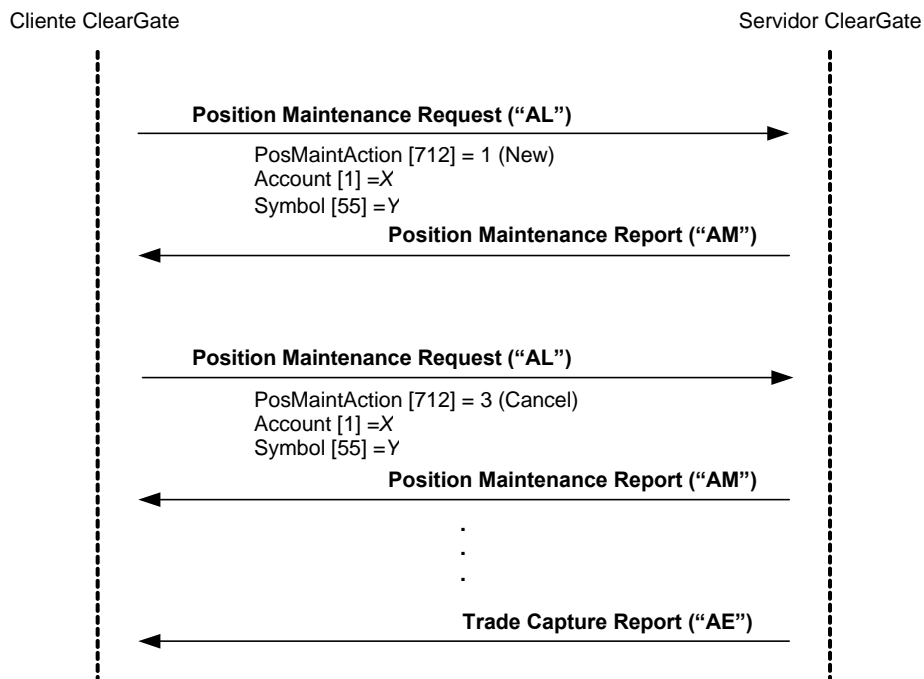 Cliente ClearGate
Servidor ClearGate
Position Maintenance Request (“AL”)
PosMaintAction [712] = 1 (New)
Account [1] =X
Symbol [55] =Y
Position Maintenance Report (“AM”)
Position Maintenance Request (“AL”)
PosMaintAction [712] = 3 (Cancel)
Account [1] =X
Symbol [55] =Y
Position Maintenance Report (“AM”)
.
.
.
Trade Capture Report (“AE”)